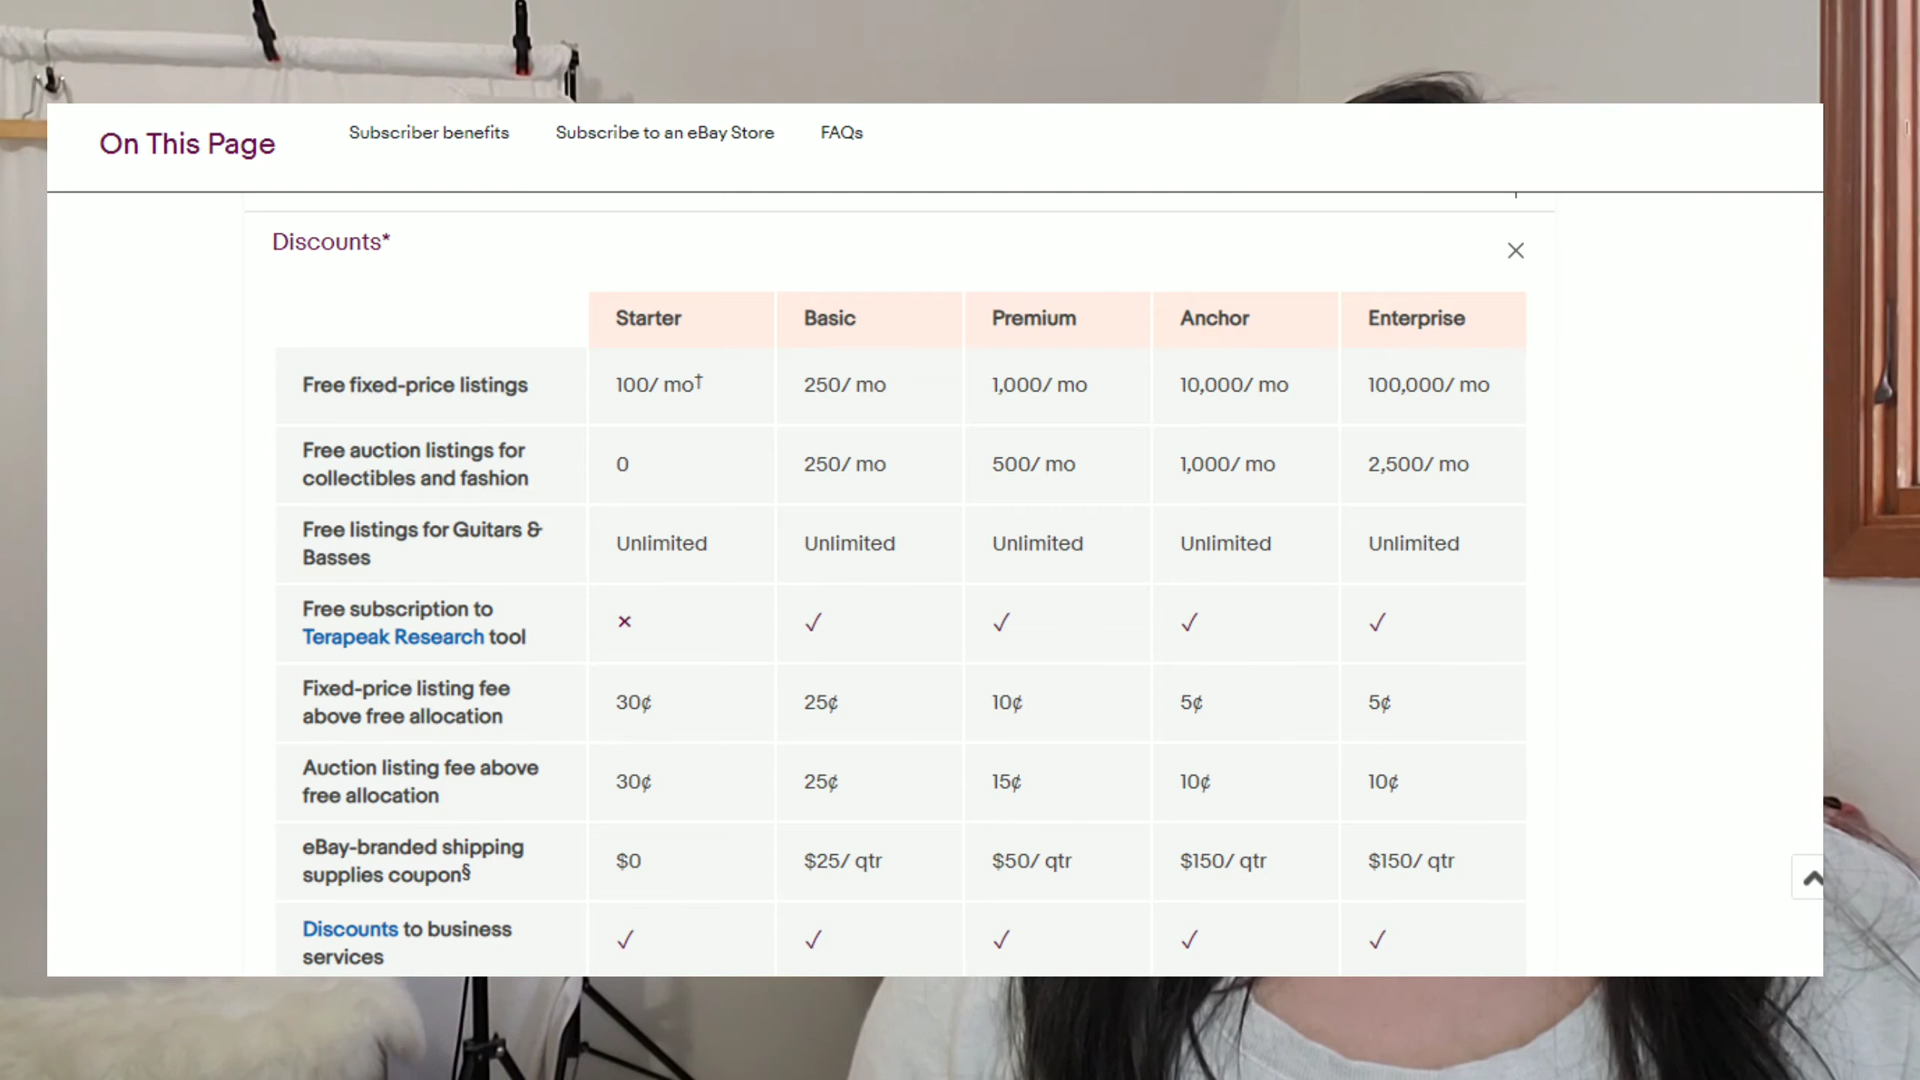 On This Page
Subscriber benefits Subscribe to an eBay Store FAQs
Discounts*
Starter Basic Premium Anchor Enterprise
Free fixed-price listings 100/ mo† 250/ mo 1,000/ mo 10,000/ mo 100,000/ mo
Free auction listings for
collectibles and fashion 0 250/ mo 500/ mo 1,000/ mo 2,500/ mo
Free listings for Guitars &
Basses Unlimited Unlimited Unlimited Unlimited Unlimited
Free subscription to
Terapeak Research tool × ✓ ✓ ✓ ✓
Fixed-price listing fee
above free allocation 30¢ 25¢ 10¢ 5¢ 5¢
Auction listing fee above
free allocation 30¢ 25¢ 15¢ 10¢ 10¢
eBay-branded shipping
supplies coupon§ $0 $25/ qtr $50/ qtr $150/ qtr $150/ qtr
Discounts to business
services ✓ ✓ ✓ ✓ ✓